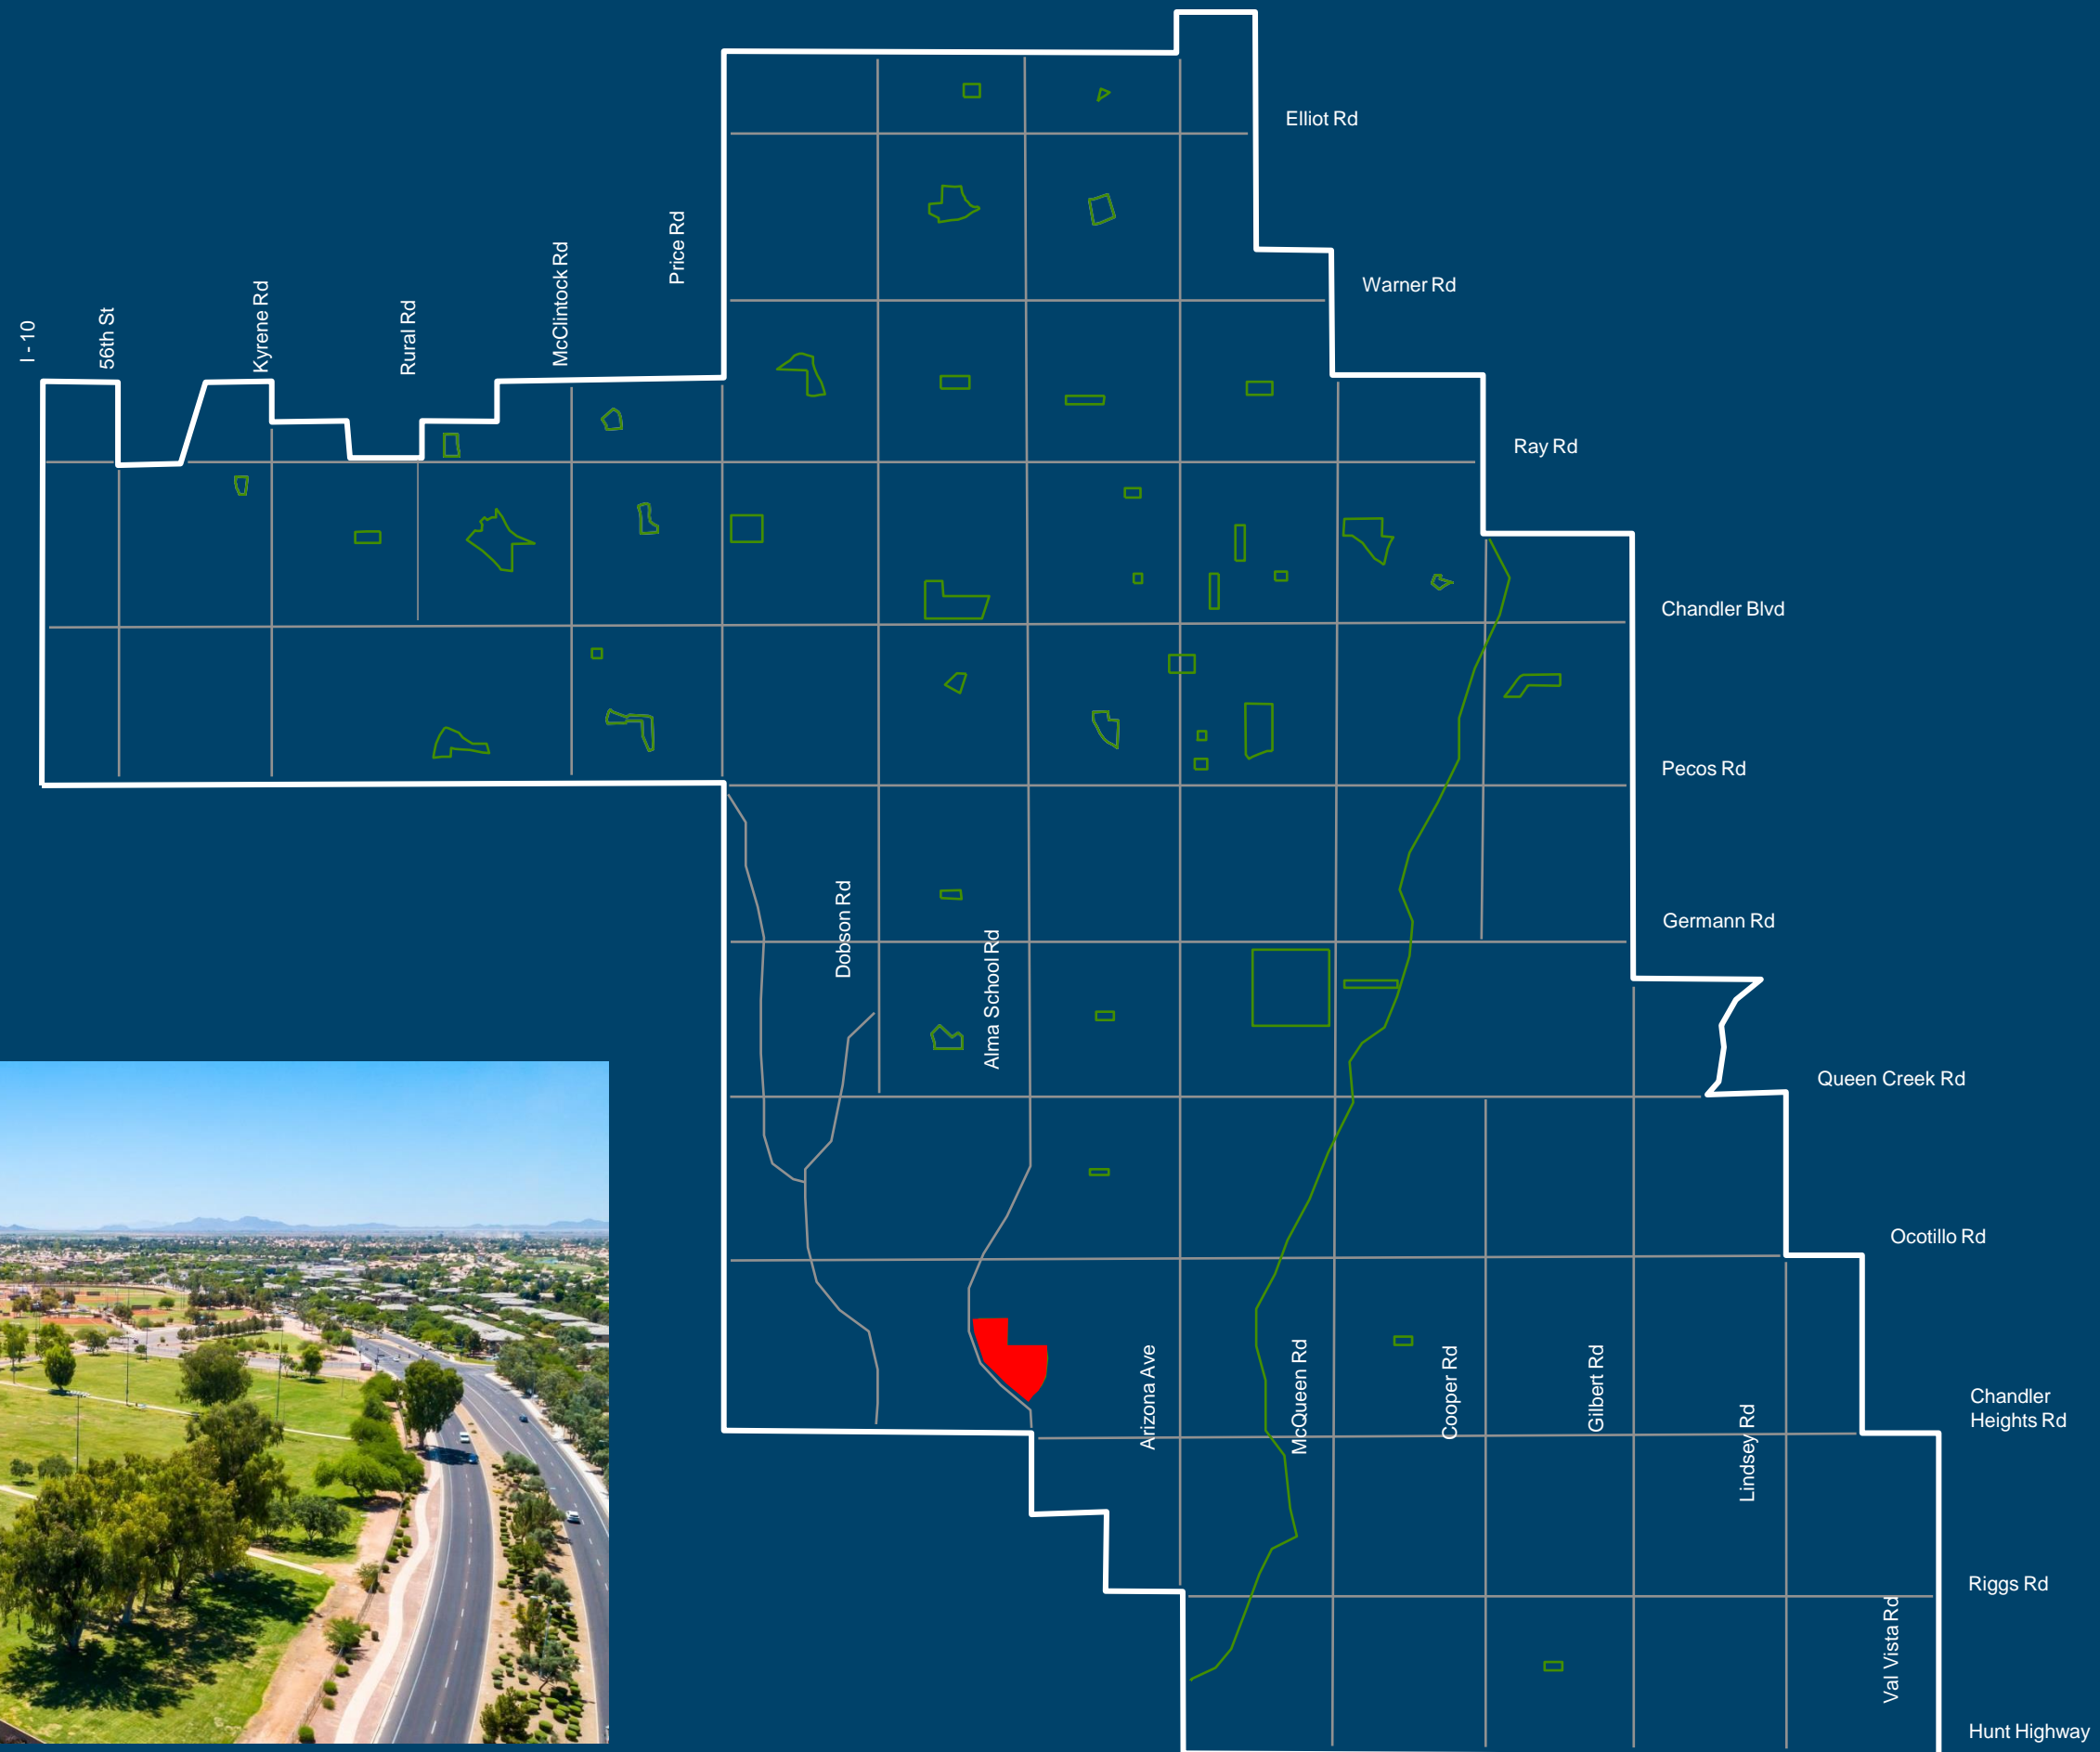 Elliot Rd
Warner Rd
Price Rd
McClintock Rd
Kyrene Rd
Rural Rd
56th St
I - 10
Ray Rd
Chandler Blvd
Pecos Rd
Germann Rd
Dobson Rd
Alma School Rd
Queen Creek Rd
Ocotillo Rd
Arizona Ave
McQueen Rd
Cooper Rd
Gilbert Rd
Lindsey Rd
Chandler
Heights Rd
Riggs Rd
Val Vista Rd
Hunt Highway